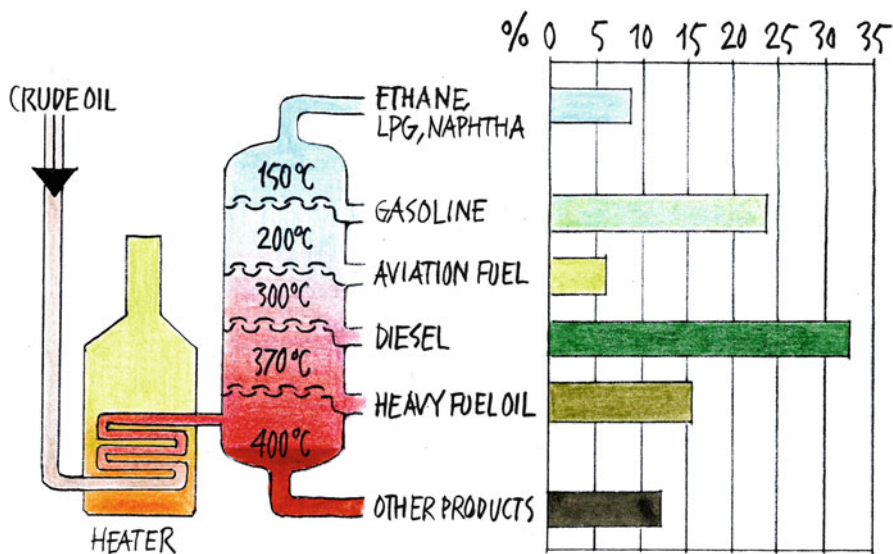 % 0 5 10 15 20 25 30 35
CRUDE OIL
ETHANE,
LPG, NAPHTHA
150°C
GASOLINE
200°C
AVIATION FUEL
300°C
DIESEL
370°C
HEAVY FUEL OIL
400°C
OTHER PRODUCTS
HEATER